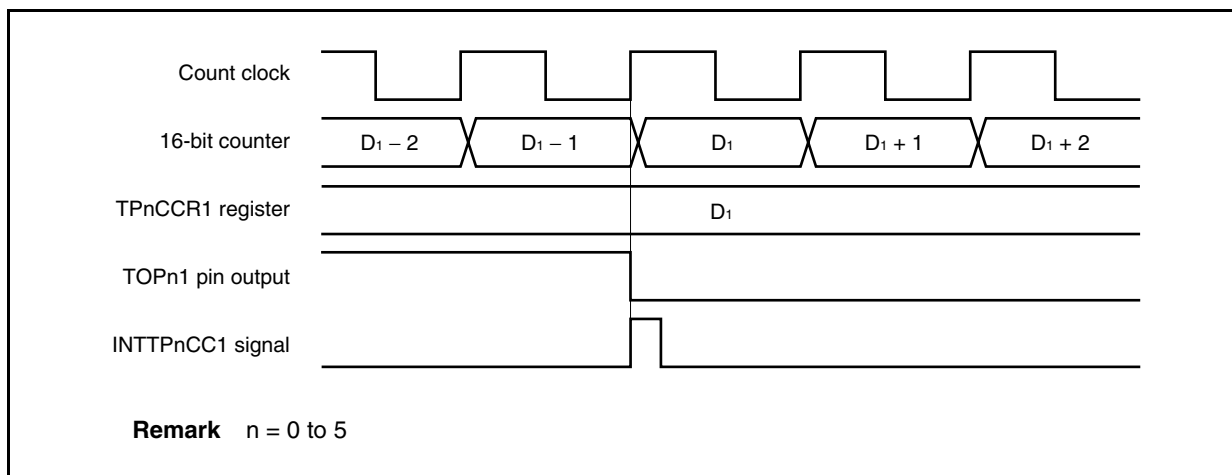 Count clock
16-bit counter D₁ − 2 D₁ − 1 D₁ D₁ + 1 D₁ + 2
TPnCCR1 register D₁
TOPn1 pin output
INTTPnCC1 signal
Remark n = 0 to 5